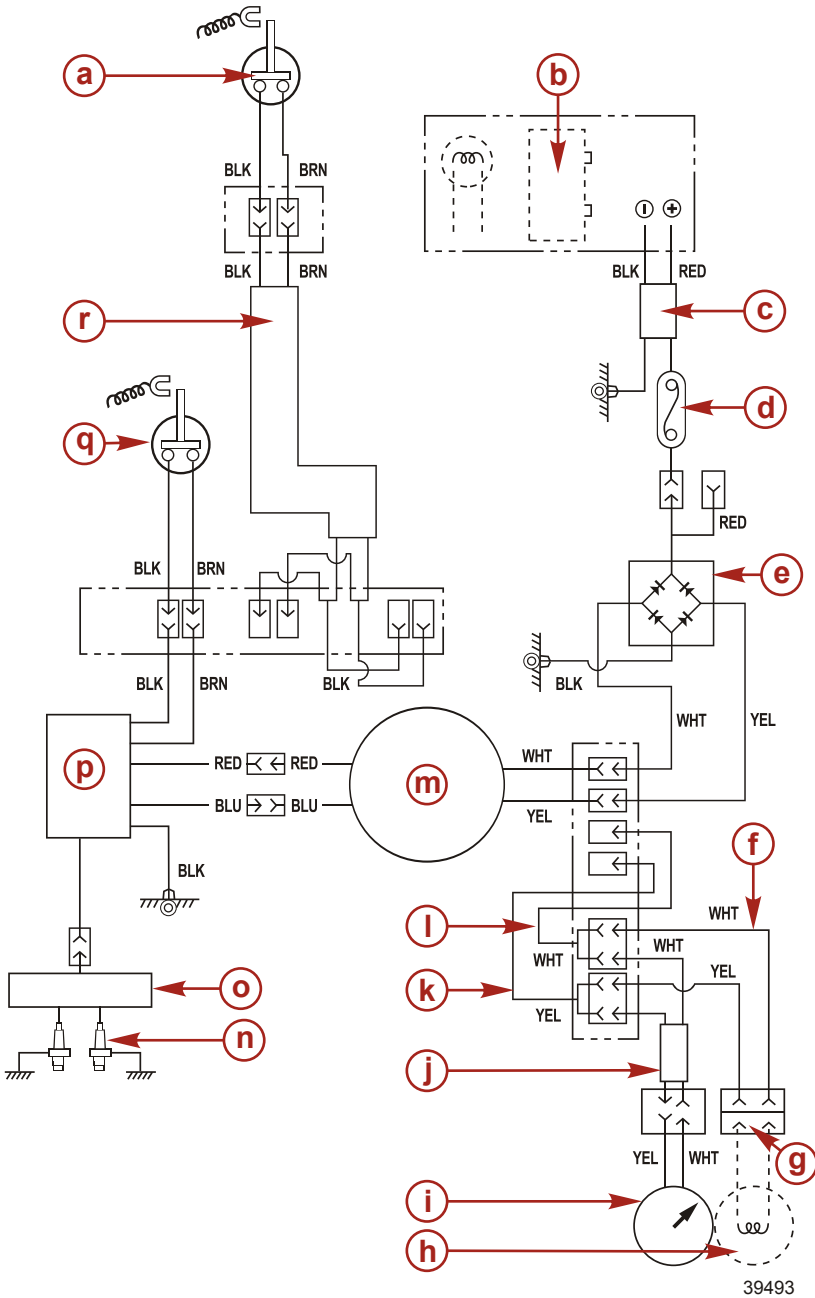 a
b
BLK BRN
BLK BRN
BLK RED
r
c
d
q
RED
BLK BRN
e
BLK
BLK BRN
BLK
WHT
YEL
p
RED RED
m
WHT
BLU BLU
YEL
f
BLK
WHT
l
WHT
WHT
YEL
k
o
YEL
n
j
YEL WHT
g
i
h
39493